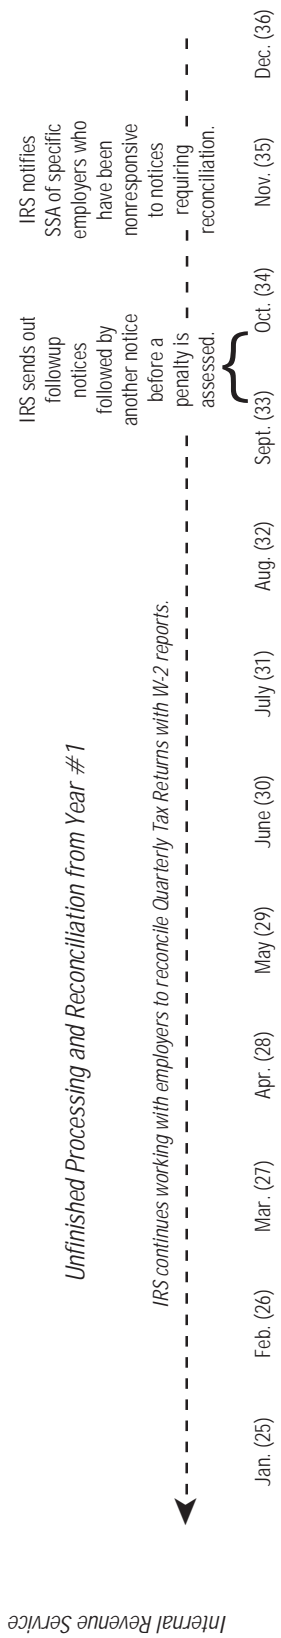 Internal Revenue Service
Unfinished Processing and Reconciliation from Year #1
IRS continues working with employers to reconcile Quarterly Tax Returns with W-2 reports.
IRS sends out
followup
notices
followed by
another notice
before a
penalty is
assessed.
IRS notifies
SSA of specific
employers who
have been
nonresponsive
to notices
requiring
reconciliation.
Jan. (25) Feb. (26) Mar. (27) Apr. (28) May (29) June (30) July (31) Aug. (32) Sept. (33) Oct. (34) Nov. (35) Dec. (36)